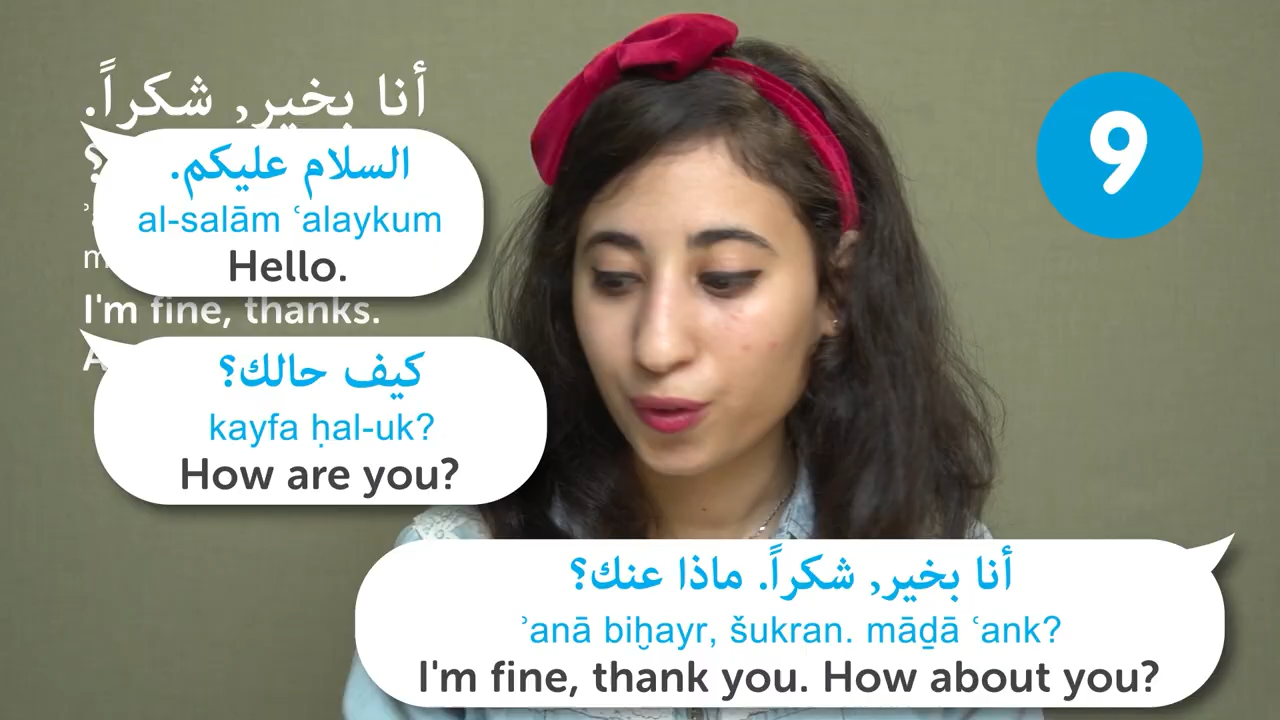 أنا بخير, شكراً.
؟
I'm fine, thanks.
السلام عليكم.
al-salām ʿalaykum
Hello.
كيف حالك؟
kayfa ḥal-uk?
How are you?
9
أنا بخير, شكراً. ماذا عنك؟
ʾanā biḫayr, šukran. māḏā ʿank?
I'm fine, thank you. How about you?